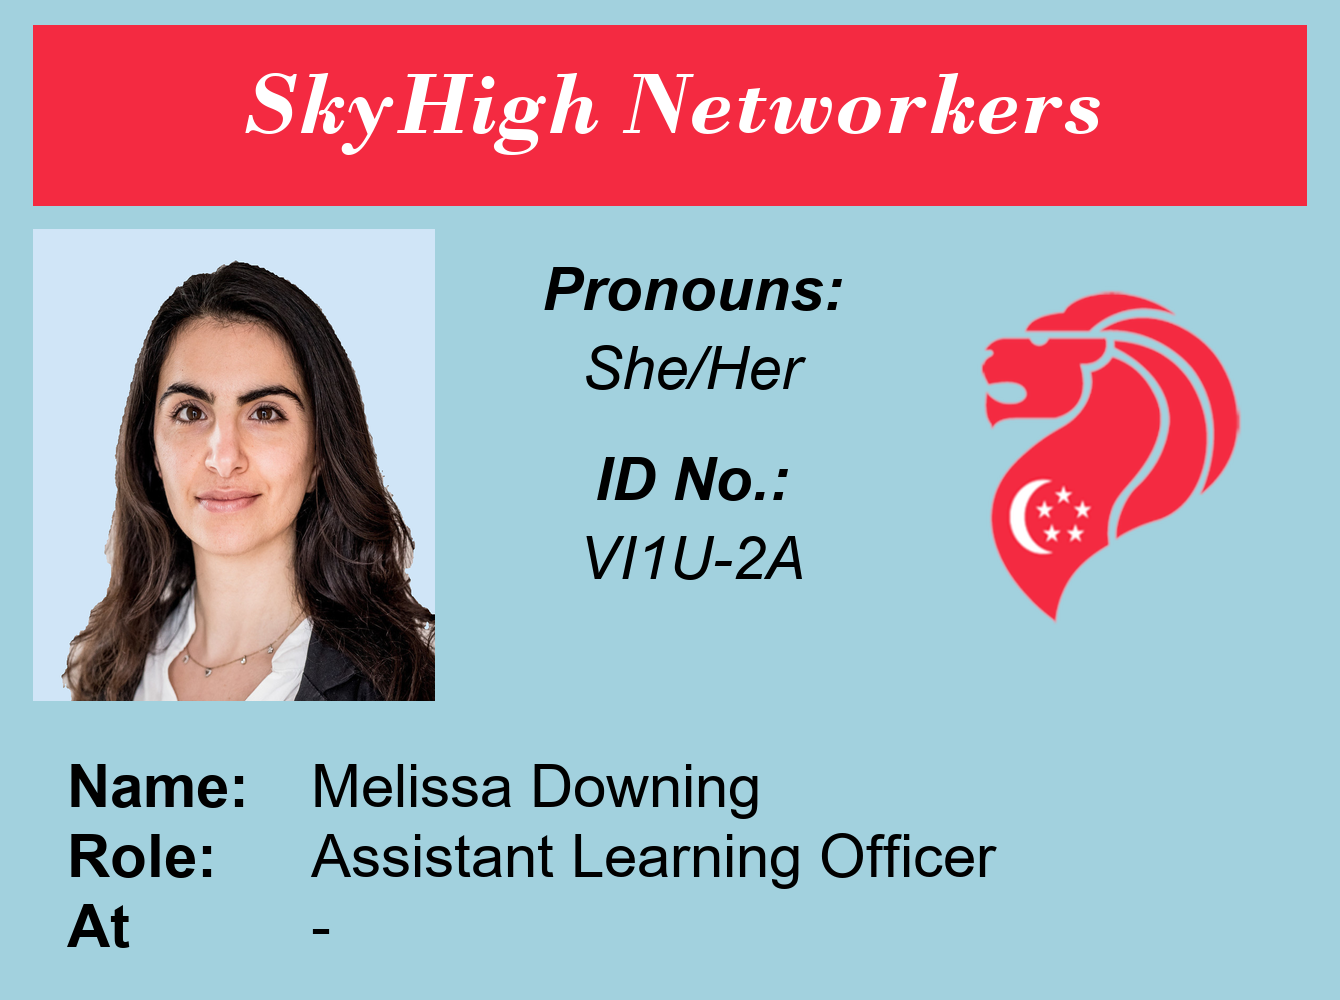 SkyHigh Networkers
Pronouns:
She/Her
ID No.:
VI1U-2A
Name: Melissa Downing
Role: Assistant Learning Officer
At -